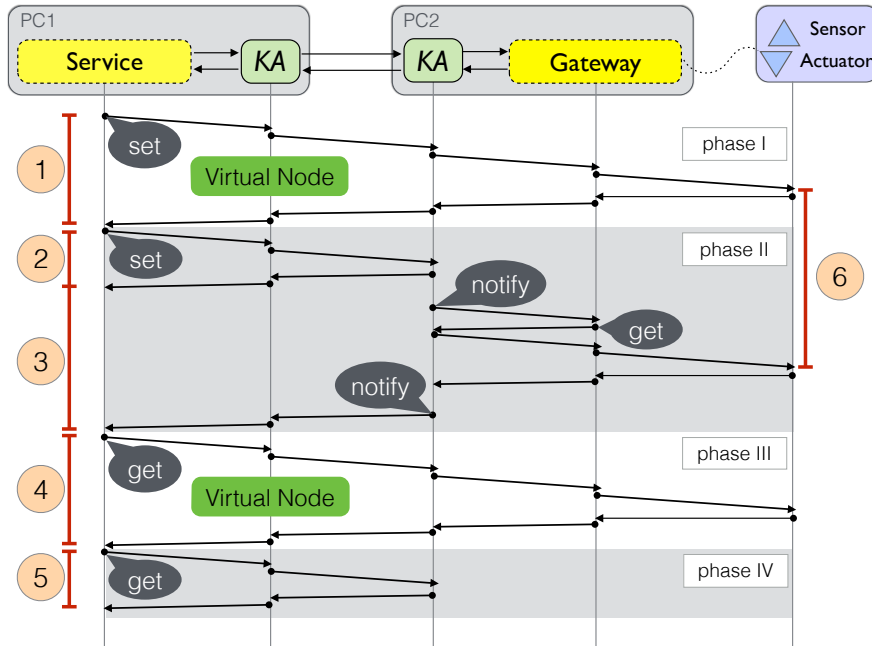 PC1
PC2
Service
KA
KA
Gateway
Sensor
Actuator
set
phase I
1
Virtual Node
2
set
phase II
notify
6
get
3
notify
phase III
4
get
Virtual Node
5
get
phase IV